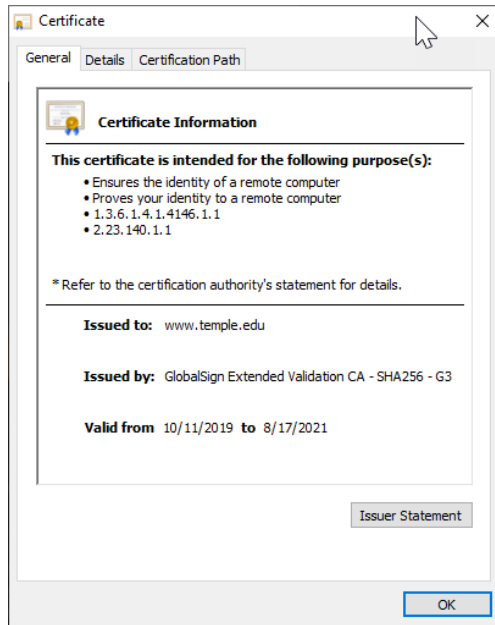 Certificate
General Details Certification Path
Certificate Information
This certificate is intended for the following purpose(s):
• Ensures the identity of a remote computer
• Proves your identity to a remote computer
• 1.3.6.1.4.1.4146.1.1
• 2.23.140.1.1
* Refer to the certification authority's statement for details.
Issued to: www.temple.edu
Issued by: GlobalSign Extended Validation CA - SHA256 - G3
Valid from 10/11/2019 to 8/17/2021
Issuer Statement
OK